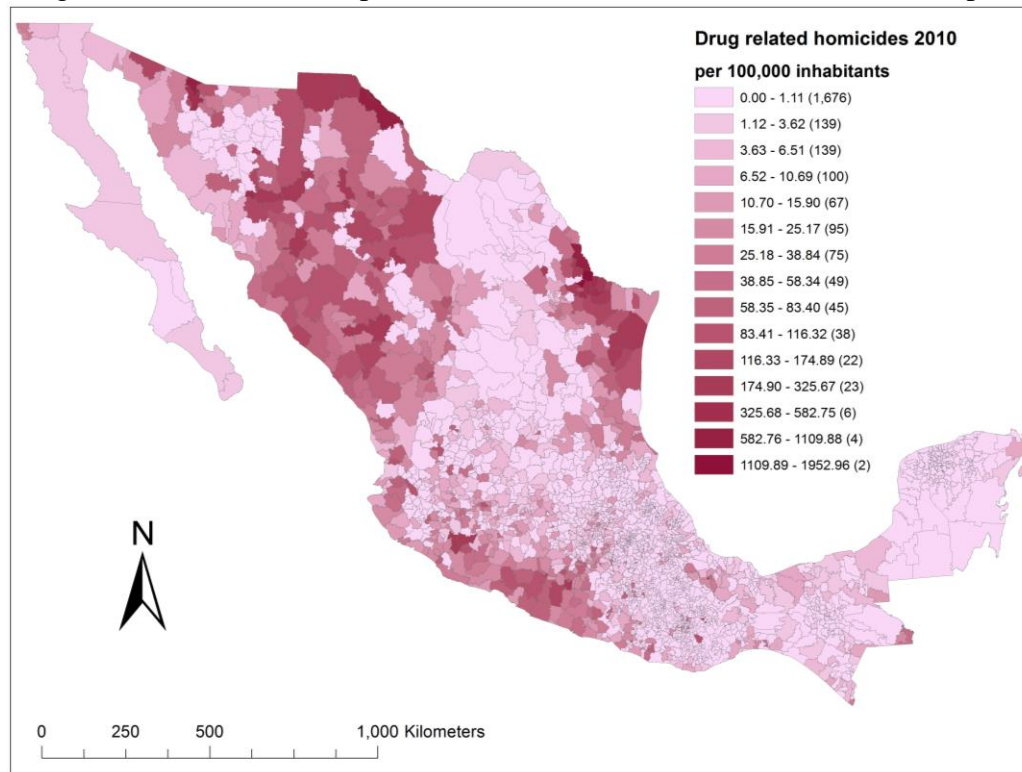 Drug related homicides 2010
per 100,000 inhabitants
0.00 - 1.11 (1,676)
1.12 - 3.62 (139)
3.63 - 6.51 (139)
6.52 - 10.69 (100)
10.70 - 15.90 (67)
15.91 - 25.17 (95)
25.18 - 38.84 (75)
38.85 - 58.34 (49)
58.35 - 83.40 (45)
83.41 - 116.32 (38)
116.33 - 174.89 (22)
174.90 - 325.67 (23)
325.68 - 582.75 (6)
582.76 - 1109.88 (4)
1109.89 - 1952.96 (2)
N
0 250 500 1,000 Kilometers